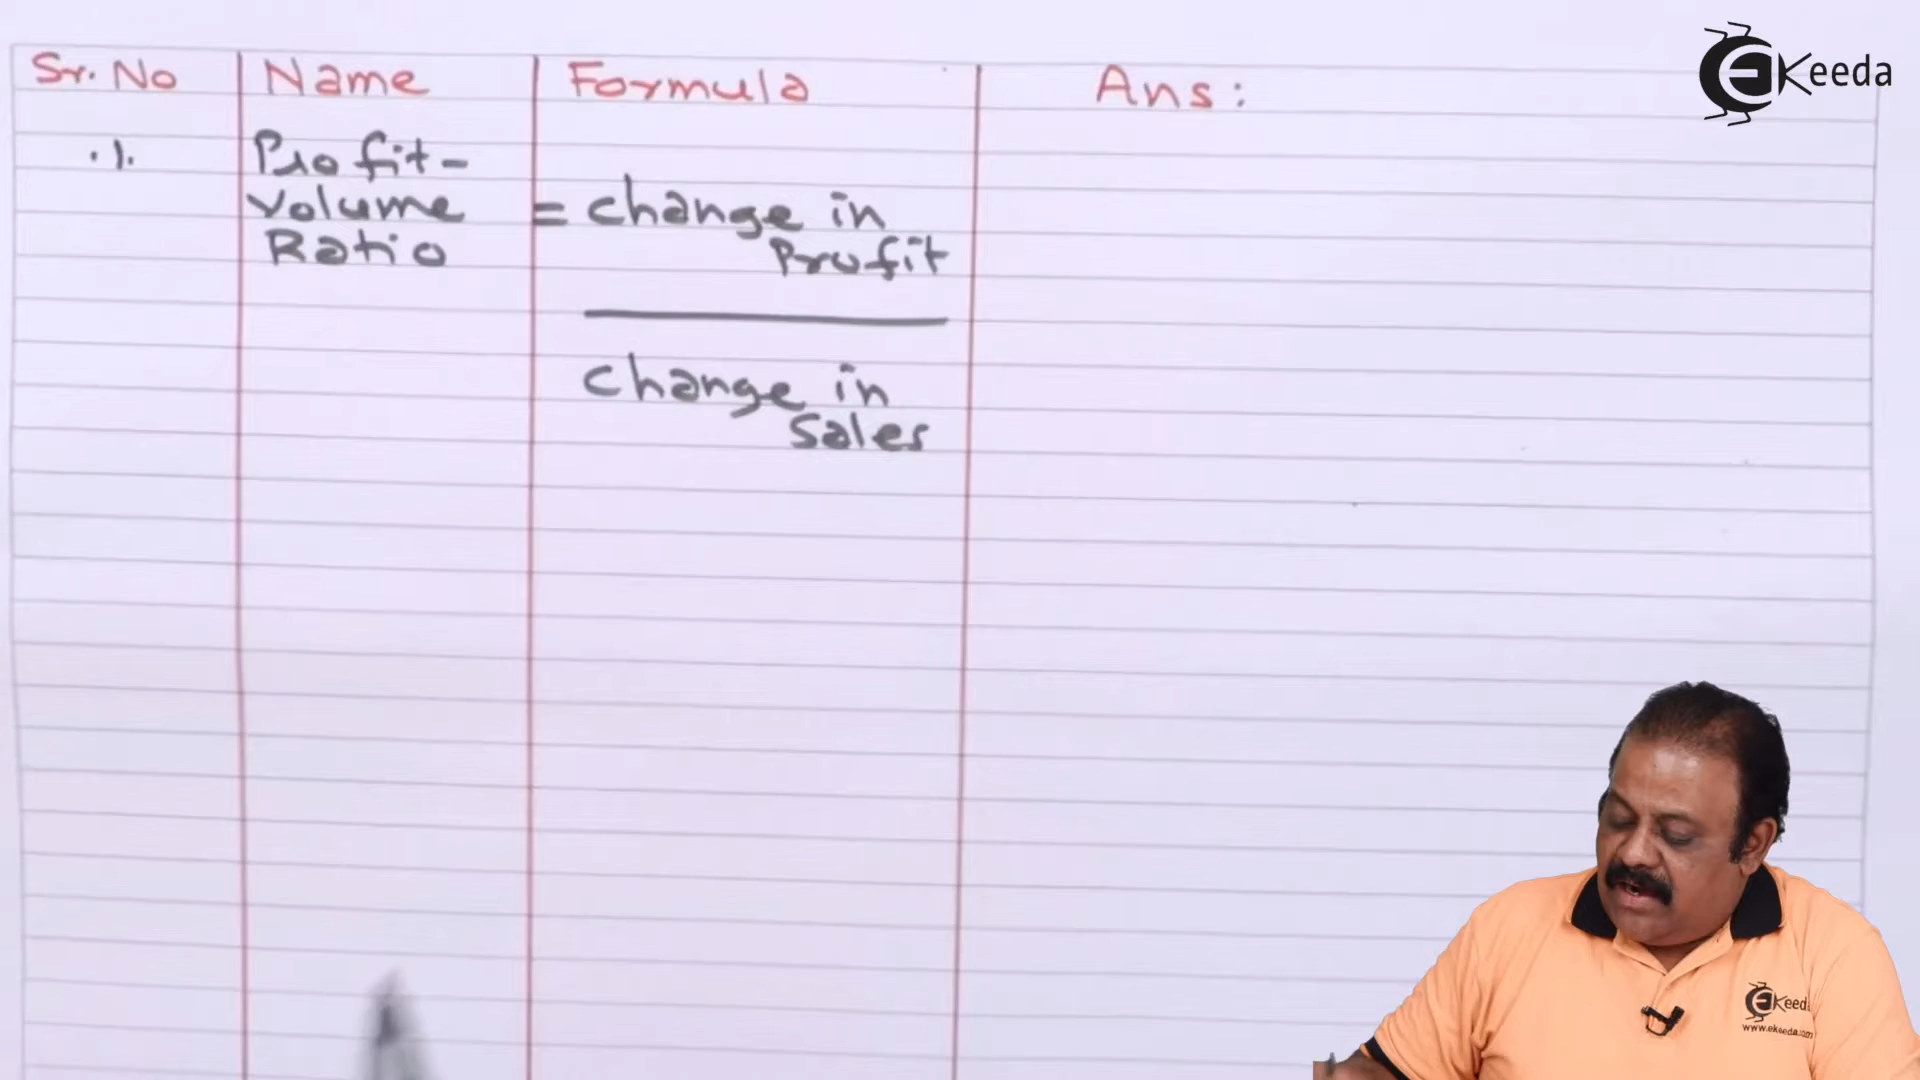 Sr. No Name Formula Ans:
1. Profit-
Volume = change in
Ratio Profit
change in
Sales
EKeeda
EKeeda
www.ekeeda.com